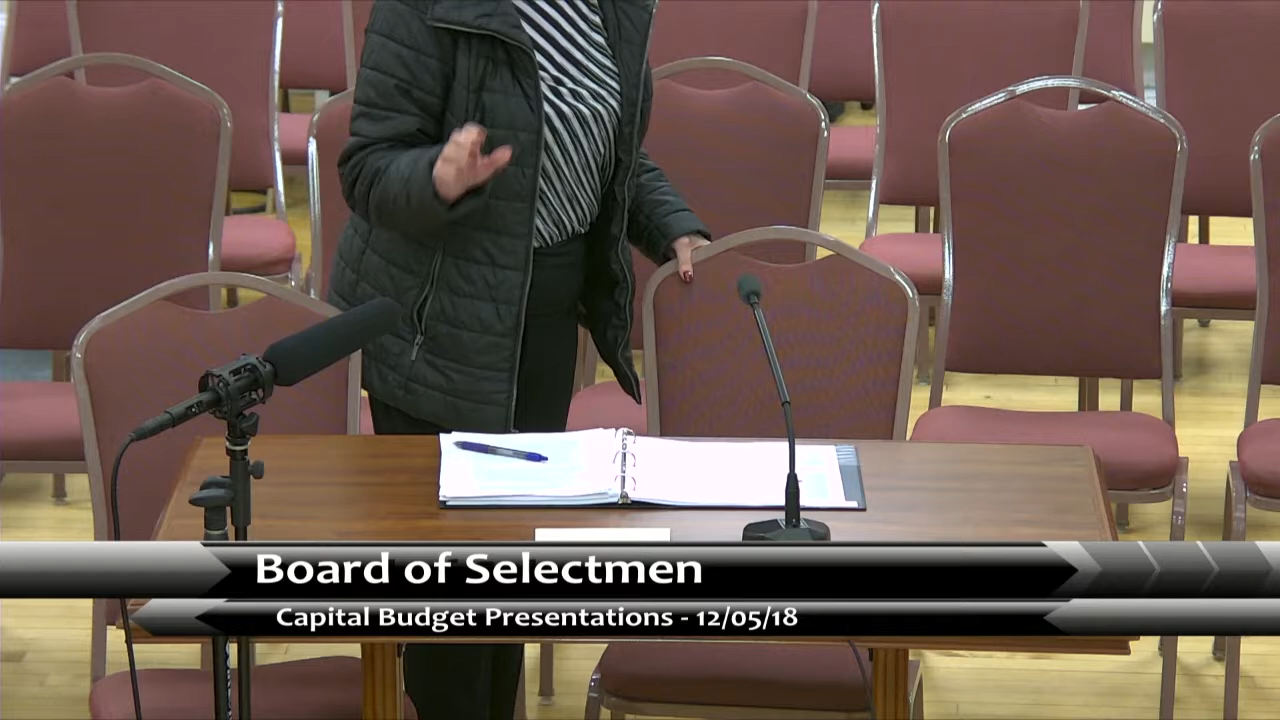 Board of Selectmen
Capital Budget Presentations - 12/05/18